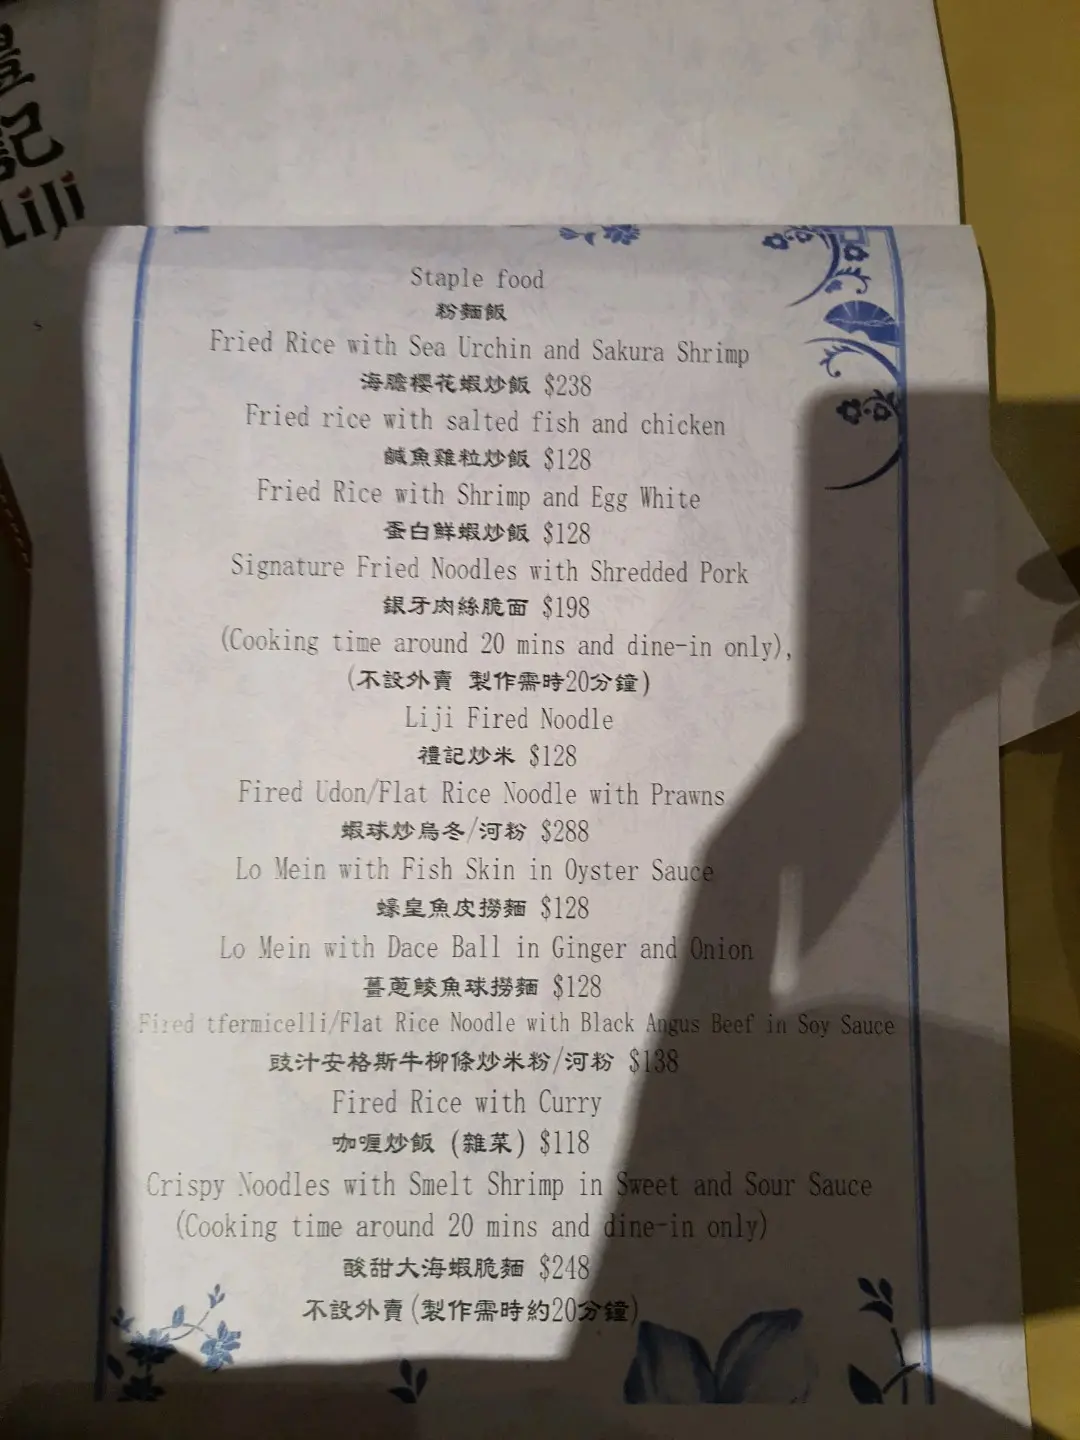 記
LiJi
Staple food
粉麵飯
Fried Rice with Sea Urchin and Sakura Shrimp
海膽櫻花蝦炒飯 $238
Fried rice with salted fish and chicken
鹹魚雞粒炒飯 $128
Fried Rice with Shrimp and Egg White
蛋白鮮蝦炒飯 $128
Signature Fried Noodles with Shredded Pork
銀牙肉絲脆面 $198
(Cooking time around 20 mins and dine-in only),
(不設外賣 製作需時20分鐘)
Liji Fired Noodle
禮記炒米 $128
Fired Udon/Flat Rice Noodle with Prawns
蝦球炒烏冬/河粉 $288
Lo Mein with Fish Skin in Oyster Sauce
蠔皇魚皮撈麵 $128
Lo Mein with Dace Ball in Ginger and Onion
薑蔥鯪魚球撈麵 $128
Fired tfermicelli/Flat Rice Noodle with Black Angus Beef in Soy Sauce
豉汁安格斯牛柳條炒米粉/河粉 $138
Fired Rice with Curry
咖喱炒飯 (雜菜) $118
Crispy Noodles with Smelt Shrimp in Sweet and Sour Sauce
(Cooking time around 20 mins and dine-in only)
酸甜大海蝦脆麵 $248
不設外賣(製作需時約20分鐘)